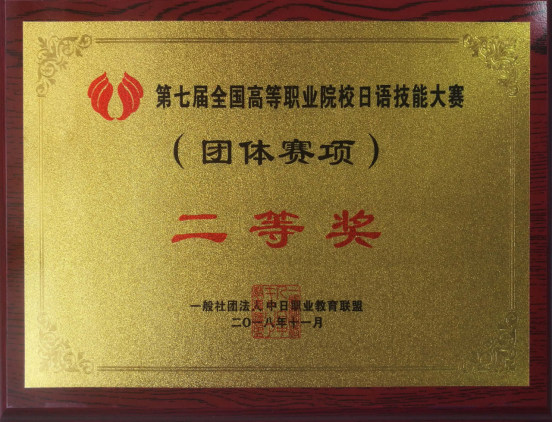 第七届全国高等职业院校日语技能大赛
（团体赛项）
二等奖
一般社团法人中日职业教育联盟
二〇一八年十一月